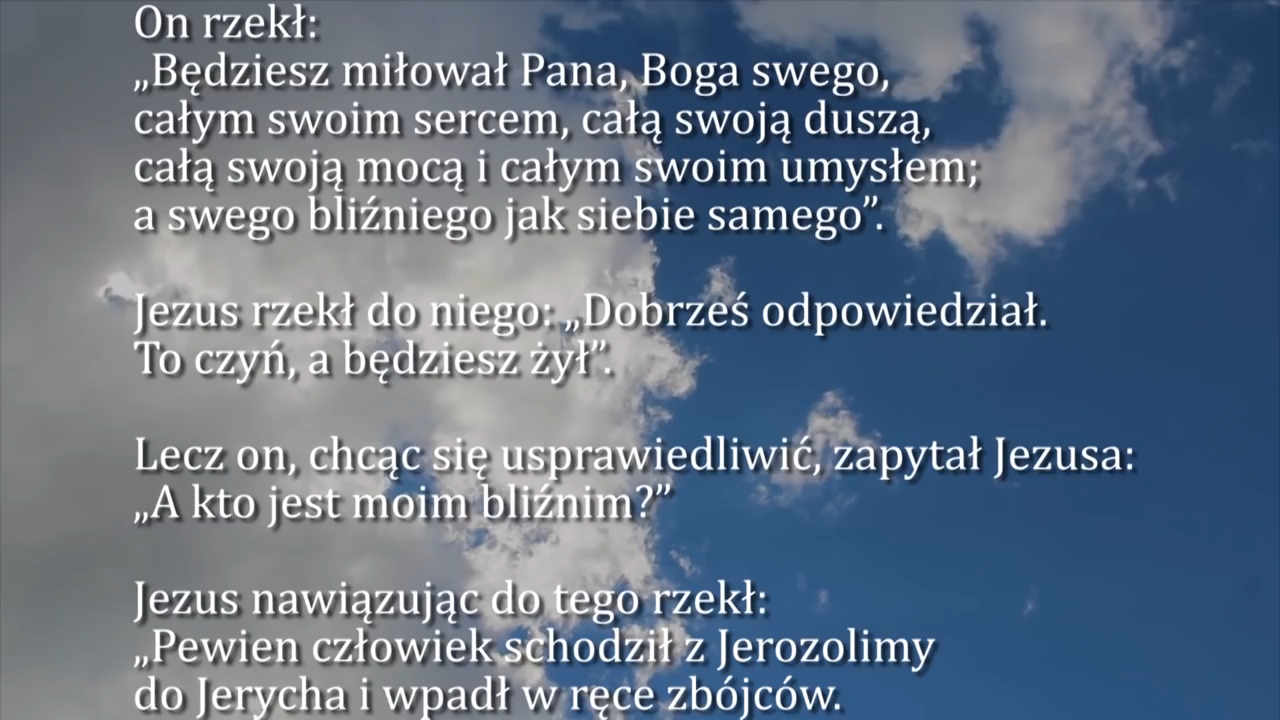 On rzekł:
„Będziesz miłował Pana, Boga swego,
całym swoim sercem, całą swoją duszą,
całą swoją mocą i całym swoim umysłem;
a swego bliźniego jak siebie samego”.
Jezus rzekł do niego: „Dobrześ odpowiedział.
To czyń, a będziesz żył”.
Lecz on, chcąc się usprawiedliwić, zapytał Jezusa:
„A kto jest moim bliźnim?”
Jezus nawiązując do tego rzekł:
„Pewien człowiek schodził z Jerozolimy
do Jerycha i wpadł w ręce zbójców.